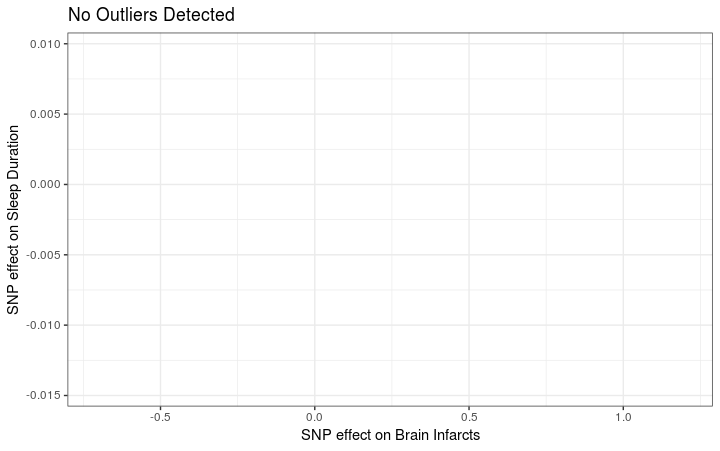 No Outliers Detected
0.010
0.005
0.000
-0.005
-0.010
-0.015
SNP effect on Sleep Duration
-0.5 0.0 0.5 1.0
SNP effect on Brain Infarcts